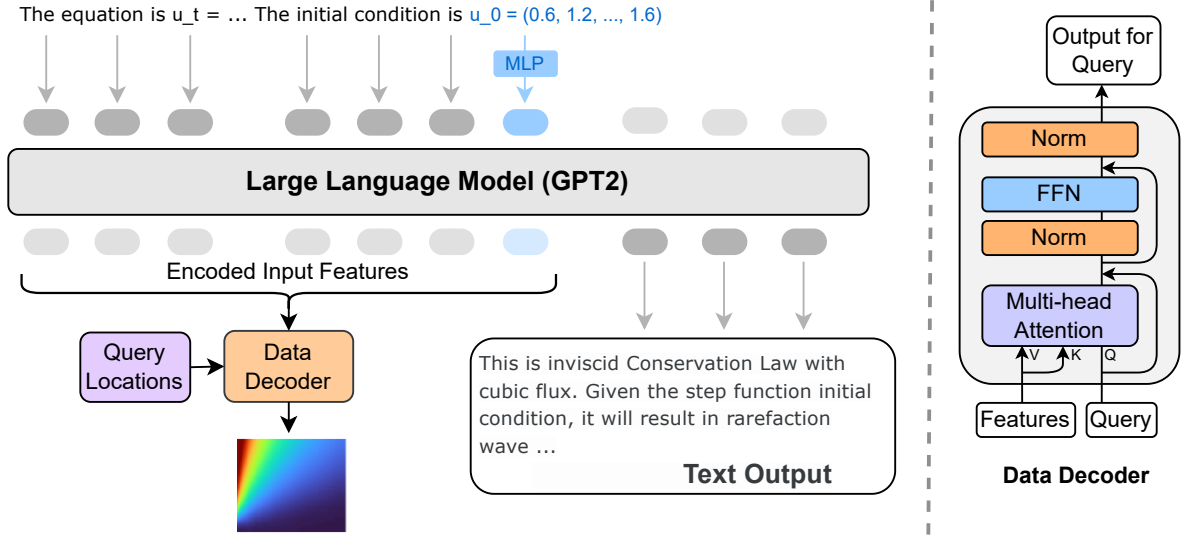 The equation is u_t = ... The initial condition is u_0 = (0.6, 1.2, ..., 1.6)
MLP
Large Language Model (GPT2)
Encoded Input Features
Query
Locations
Data
Decoder
This is inviscid Conservation Law with
cubic flux. Given the step function initial
condition, it will result in rarefaction
wave ...
Text Output
Output for
Query
Norm
FFN
Norm
Multi-head
Attention
V
K
Q
Features
Query
Data Decoder